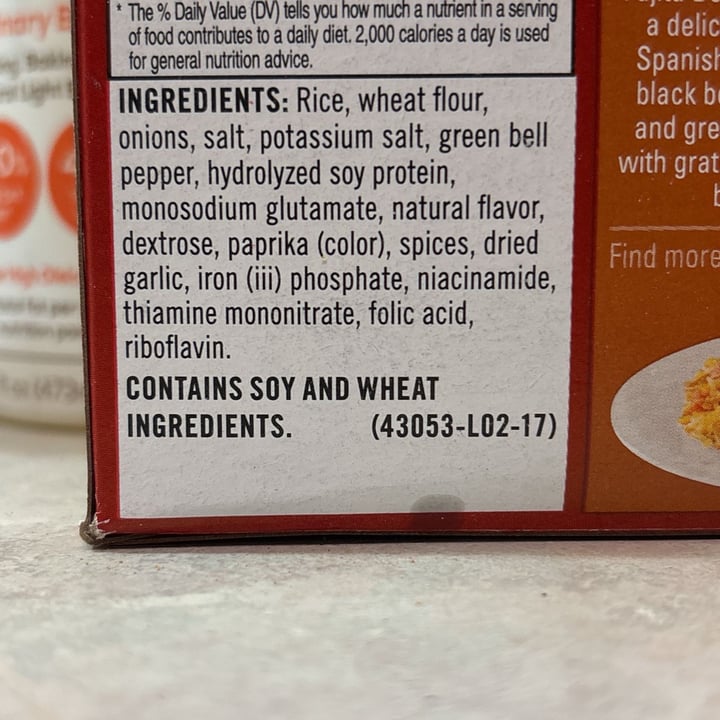 * The % Daily Value (DV) tells you how much a nutrient in a serving
of food contributes to a daily diet. 2,000 calories a day is used
for general nutrition advice.
INGREDIENTS: Rice, wheat flour,
onions, salt, potassium salt, green bell
pepper, hydrolyzed soy protein,
monosodium glutamate, natural flavor,
dextrose, paprika (color), spices, dried
garlic, iron (iii) phosphate, niacinamide,
thiamine mononitrate, folic acid,
riboflavin.
CONTAINS SOY AND WHEAT
INGREDIENTS. (43053-L02-17)
a delic
Spanish
black be
and gre
with grat
b
Find more